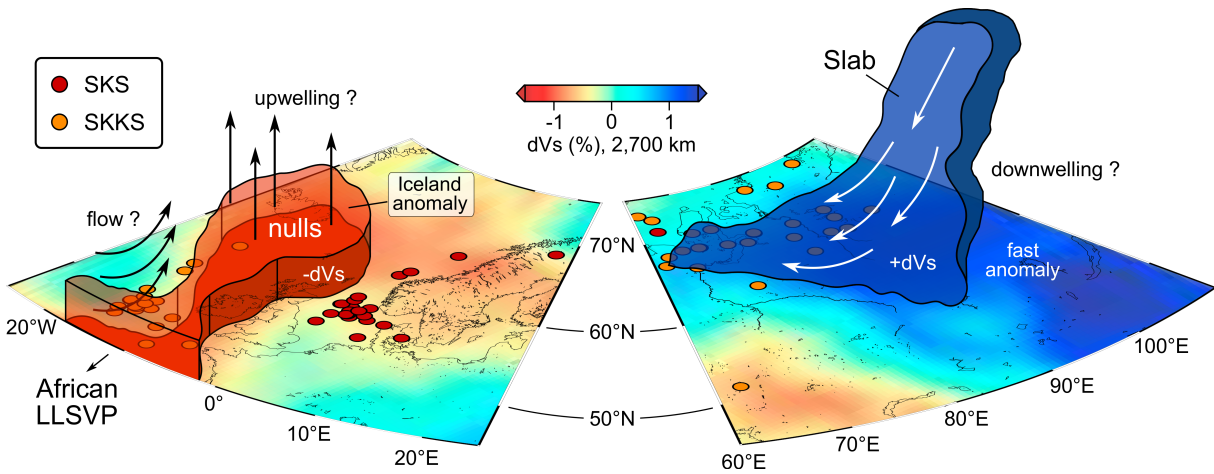 SKS
SKKS
upwelling ?
flow ?
Iceland
anomaly
nulls
-dVs
African
LLSVP
20°W
0°
10°E
20°E
-1
0
1
dVs (%), 2,700 km
70°N
60°N
50°N
Slab
downwelling ?
+dVs
fast
anomaly
60°E
70°E
80°E
90°E
100°E